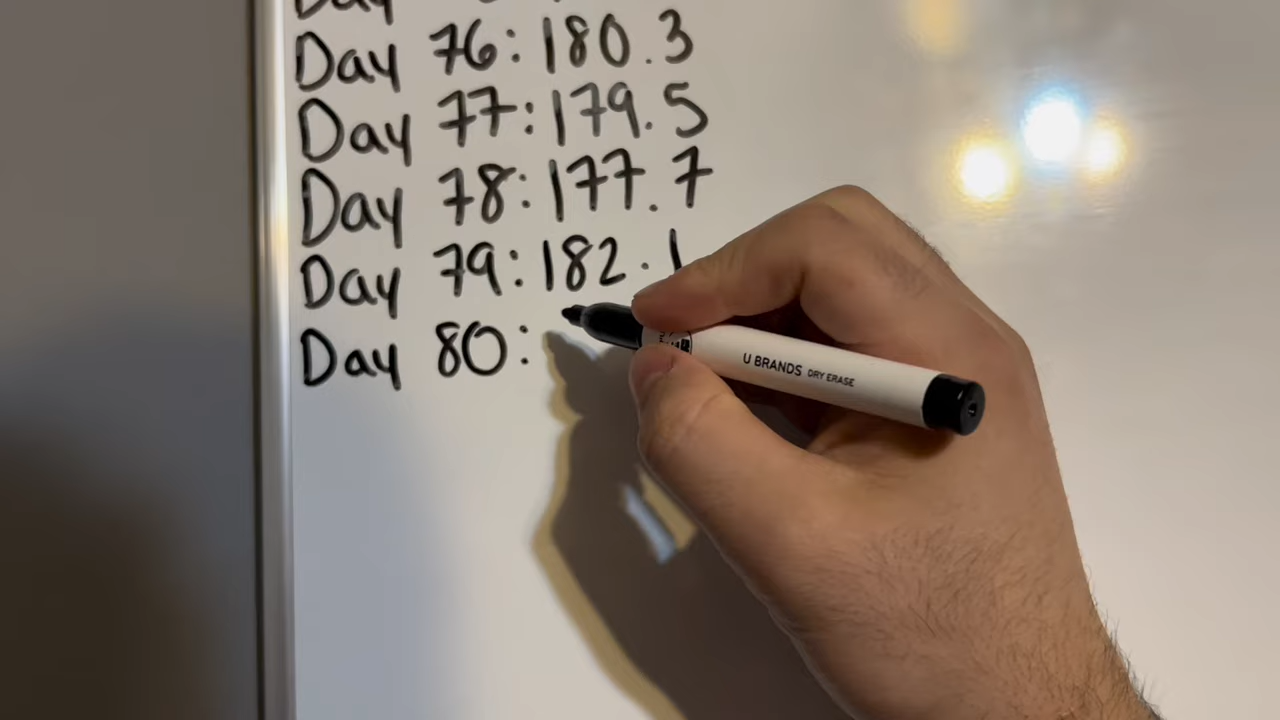 Day
Day 76: 180.3
Day 77: 179.5
Day 78: 177.7
Day 79: 182.1
Day 80:
U BRANDS DRY ERASE